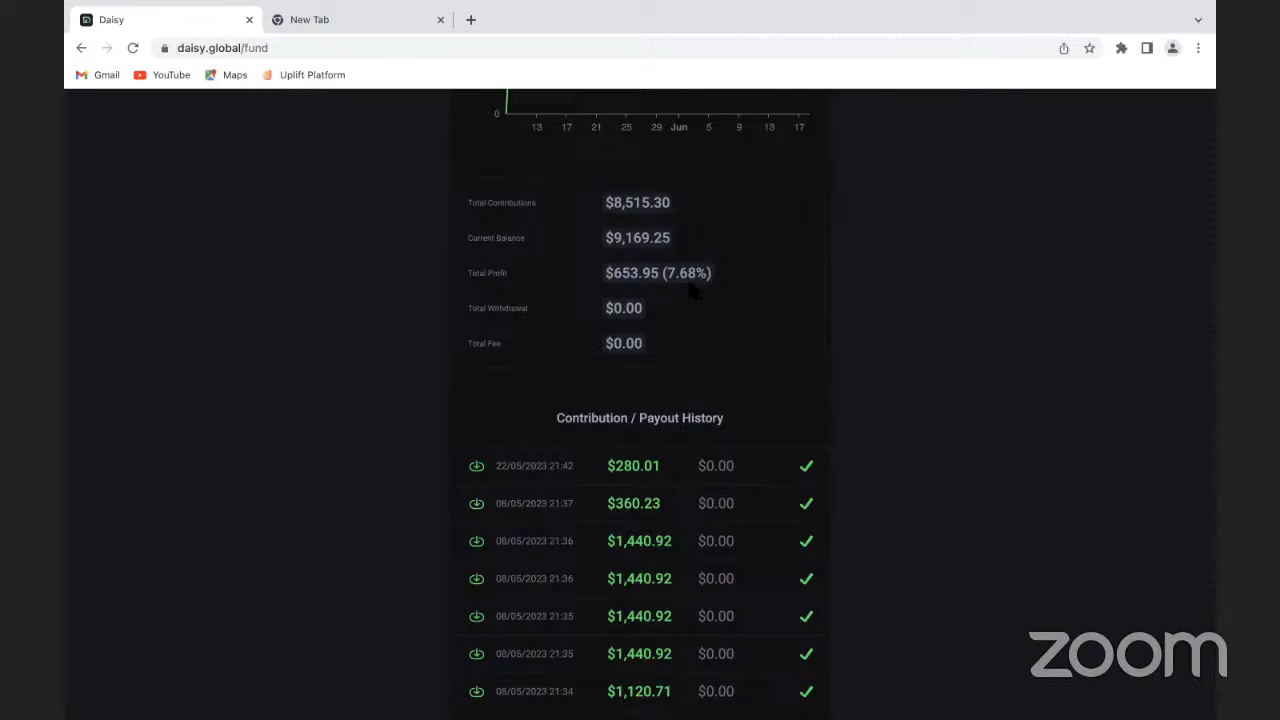 Daisy
New Tab
daisy.global/fund
Gmail YouTube Maps Uplift Platform
0
13 17 21 25 29 Jun 5 9 13 17
Total Contributions $8,515.30
Current Balance $9,169.25
Total Profit $653.95 (7.68%)
Total Withdrawal $0.00
Total Fee $0.00
Contribution / Payout History
22/05/2023 21:42 $280.01 $0.00
08/05/2023 21:37 $360.23 $0.00
08/05/2023 21:36 $1,440.92 $0.00
08/05/2023 21:36 $1,440.92 $0.00
08/05/2023 21:35 $1,440.92 $0.00
08/05/2023 21:35 $1,440.92 $0.00
08/05/2023 21:34 $1,120.71 $0.00
zoom